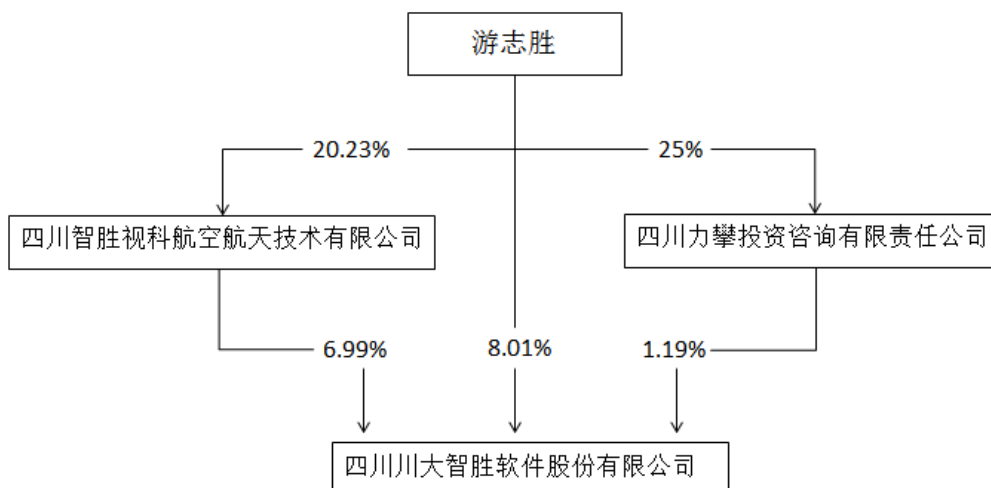 游志胜
20.23%
25%
四川智胜视科航空航天技术有限公司
四川力攀投资咨询有限责任公司
6.99%
8.01%
1.19%
四川川大智胜软件股份有限公司